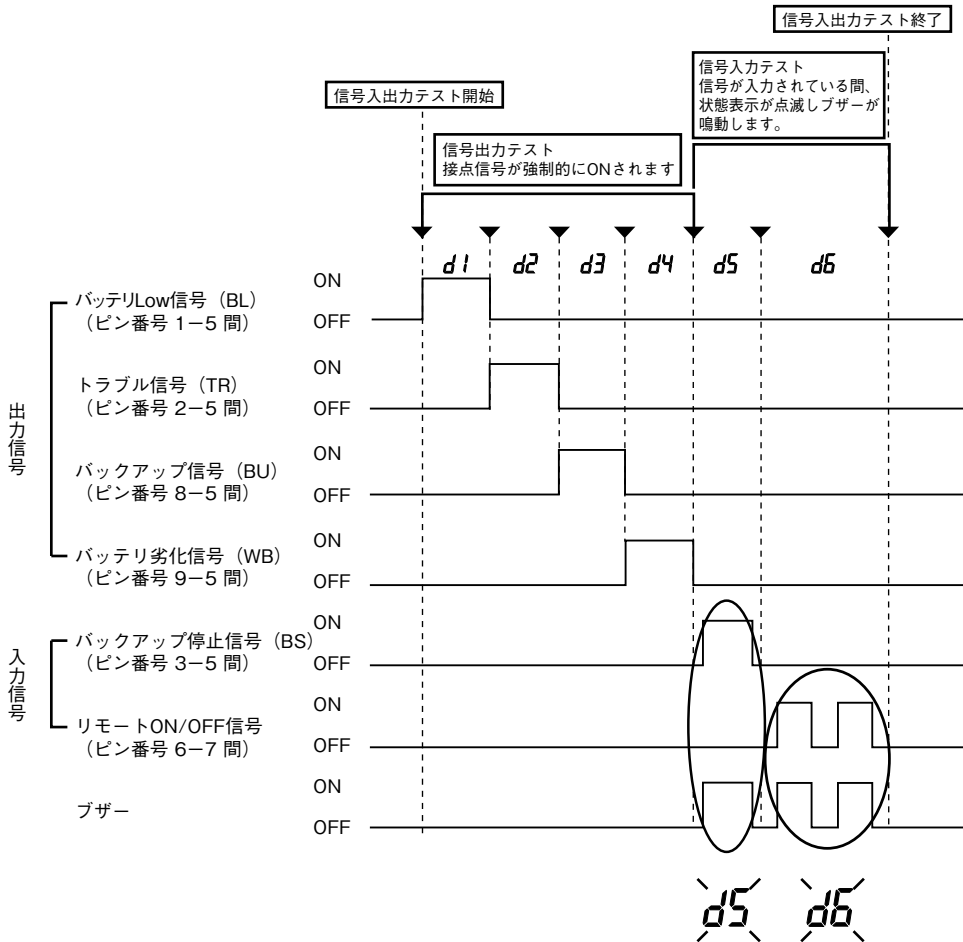 信号入出力テスト終了
信号入力テスト
信号が入力されている間、
状態表示が点滅しブザーが
鳴動します。
信号入出力テスト開始
信号出力テスト
接点信号が強制的にONされます
d1 d2 d3 d4 d5 d6
出力信号
バッテリLow信号（BL）
（ピン番号 1－5 間）
ON
OFF
トラブル信号（TR）
（ピン番号 2－5 間）
ON
OFF
バックアップ信号（BU）
（ピン番号 8－5 間）
ON
OFF
バッテリ劣化信号（WB）
（ピン番号 9－5 間）
ON
OFF
入力信号
バックアップ停止信号（BS）
（ピン番号 3－5 間）
ON
OFF
リモートON/OFF信号
（ピン番号 6－7 間）
ON
OFF
ブザー
ON
OFF
d5 d6